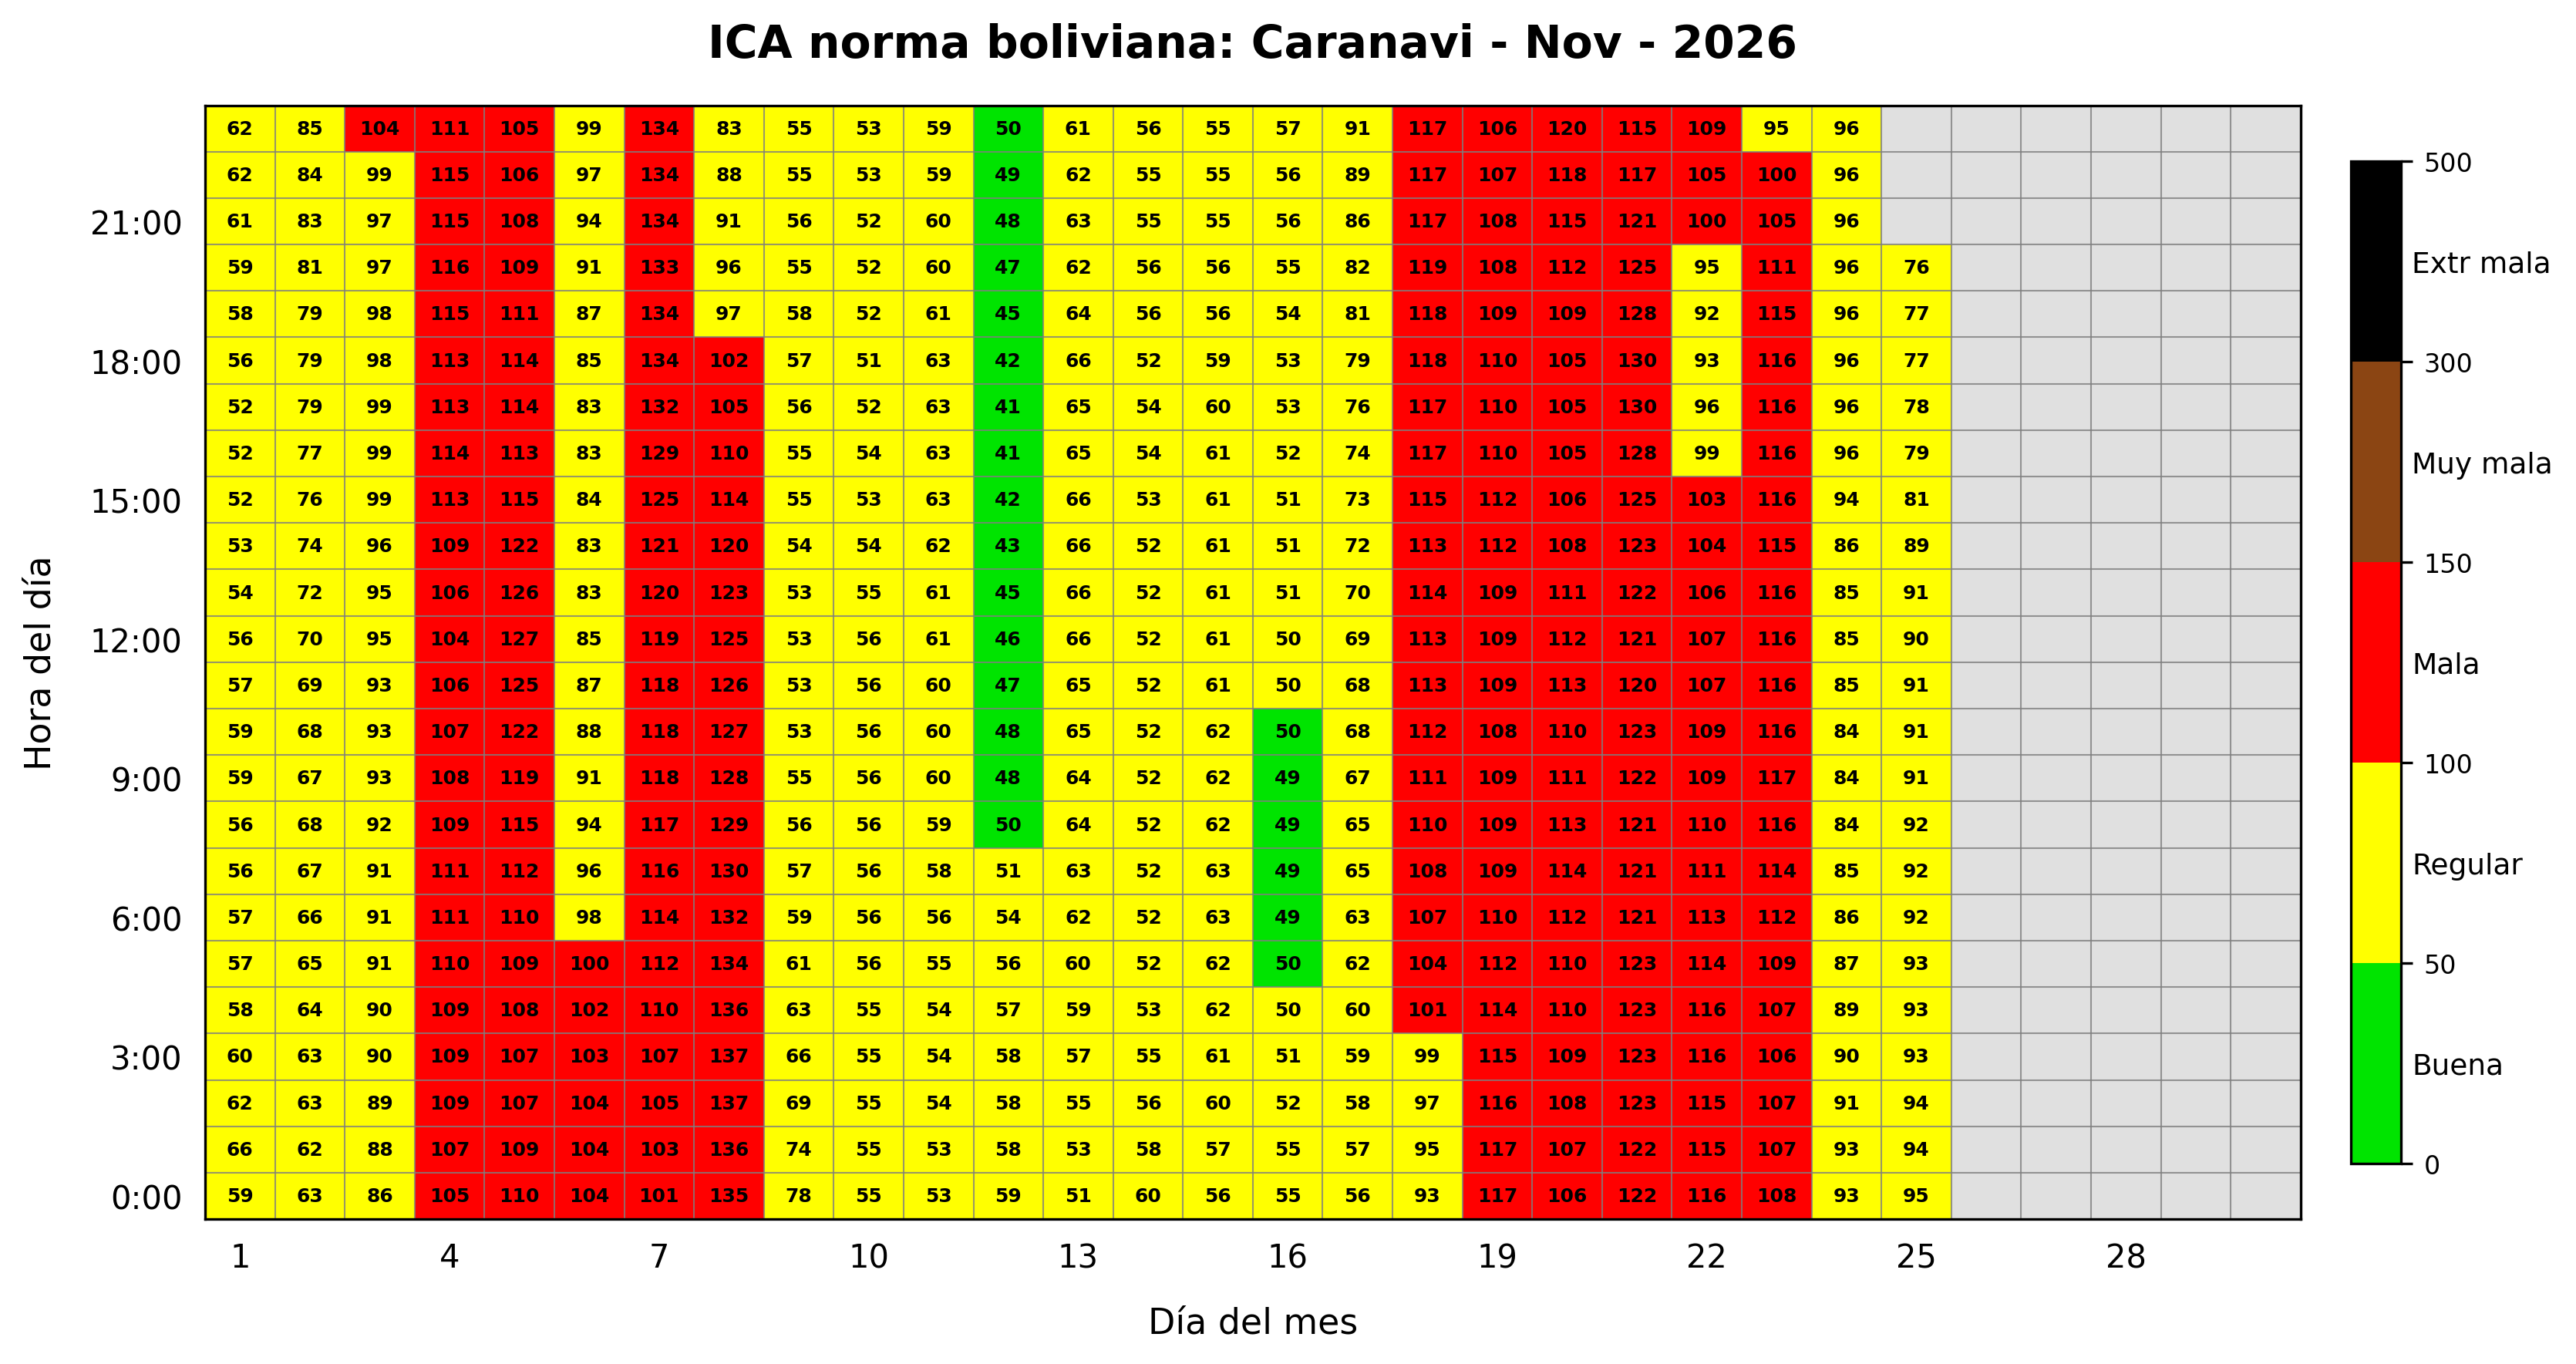 ICA norma boliviana: Caranavi - Nov - 2026
62 85 104 111 105 99 134 83 55 53 59 50 61 56 55 57 91 117 106 120 115 109 95 96
62 84 99 115 106 97 134 88 55 53 59 49 62 55 55 56 89 117 107 118 117 105 100 96
21:00 61 83 97 115 108 94 134 91 56 52 60 48 63 55 55 56 86 117 108 115 121 100 105 96
59 81 97 116 109 91 133 96 55 52 60 47 62 56 56 55 82 119 108 112 125 95 111 96 76
58 79 98 115 111 87 134 97 58 52 61 45 64 56 56 54 81 118 109 109 128 92 115 96 77
18:00 56 79 98 113 114 85 134 102 57 51 63 42 66 52 59 53 79 118 110 105 130 93 116 96 77
52 79 99 113 114 83 132 105 56 52 63 41 65 54 60 53 76 117 110 105 130 96 116 96 78
52 77 99 114 113 83 129 110 55 54 63 41 65 54 61 52 74 117 110 105 128 99 116 96 79
15:00 52 76 99 113 115 84 125 114 55 53 63 42 66 53 61 51 73 115 112 106 125 103 116 94 81
53 74 96 109 122 83 121 120 54 54 62 43 66 52 61 51 72 113 112 108 123 104 115 86 89
54 72 95 106 126 83 120 123 53 55 61 45 66 52 61 51 70 114 109 111 122 106 116 85 91
12:00 56 70 95 104 127 85 119 125 53 56 61 46 66 52 61 50 69 113 109 112 121 107 116 85 90
57 69 93 106 125 87 118 126 53 56 60 47 65 52 61 50 68 113 109 113 120 107 116 85 91
59 68 93 107 122 88 118 127 53 56 60 48 65 52 62 50 68 112 108 110 123 109 116 84 91
9:00 59 67 93 108 119 91 118 128 55 56 60 48 64 52 62 49 67 111 109 111 122 109 117 84 91
56 68 92 109 115 94 117 129 56 56 59 50 64 52 62 49 65 110 109 113 121 110 116 84 92
56 67 91 111 112 96 116 130 57 56 58 51 63 52 63 49 65 108 109 114 121 111 114 85 92
6:00 57 66 91 111 110 98 114 132 59 56 56 54 62 52 63 49 63 107 110 112 121 113 112 86 92
57 65 91 110 109 100 112 134 61 56 55 56 60 52 62 50 62 104 112 110 123 114 109 87 93
58 64 90 109 108 102 110 136 63 55 54 57 59 53 62 50 60 101 114 110 123 116 107 89 93
3:00 60 63 90 109 107 103 107 137 66 55 54 58 57 55 61 51 59 99 115 109 123 116 106 90 93
62 63 89 109 107 104 105 137 69 55 54 58 55 56 60 52 58 97 116 108 123 115 107 91 94
66 62 88 107 109 104 103 136 74 55 53 58 53 58 57 55 57 95 117 107 122 115 107 93 94
0:00 59 63 86 105 110 104 101 135 78 55 53 59 51 60 56 55 56 93 117 106 122 116 108 93 95
1 4 7 10 13 16 19 22 25 28
Día del mes
Hora del día
500
Extr mala
300
Muy mala
150
Mala
100
Regular
50
Buena
0